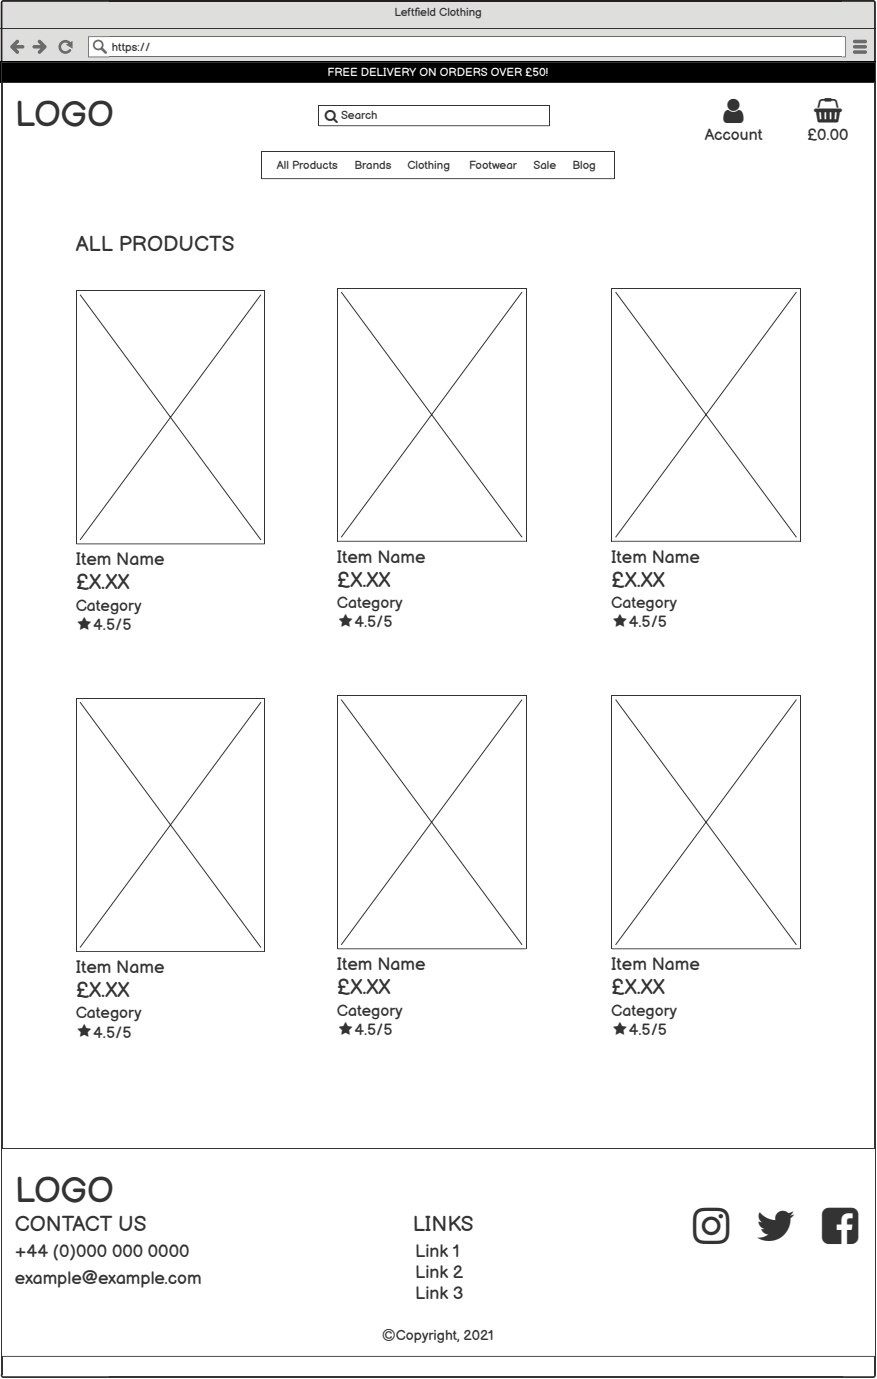 Leftfield Clothing
https://
FREE DELIVERY ON ORDERS OVER £50!
LOGO
Search
Account
£0.00
All Products Brands Clothing Footwear Sale Blog
ALL PRODUCTS
Item Name
£X.XX
Category
4.5/5
Item Name
£X.XX
Category
4.5/5
Item Name
£X.XX
Category
4.5/5
Item Name
£X.XX
Category
4.5/5
Item Name
£X.XX
Category
4.5/5
Item Name
£X.XX
Category
4.5/5
LOGO
CONTACT US
+44 (0)000 000 0000
example@example.com
LINKS
Link 1
Link 2
Link 3
©Copyright, 2021